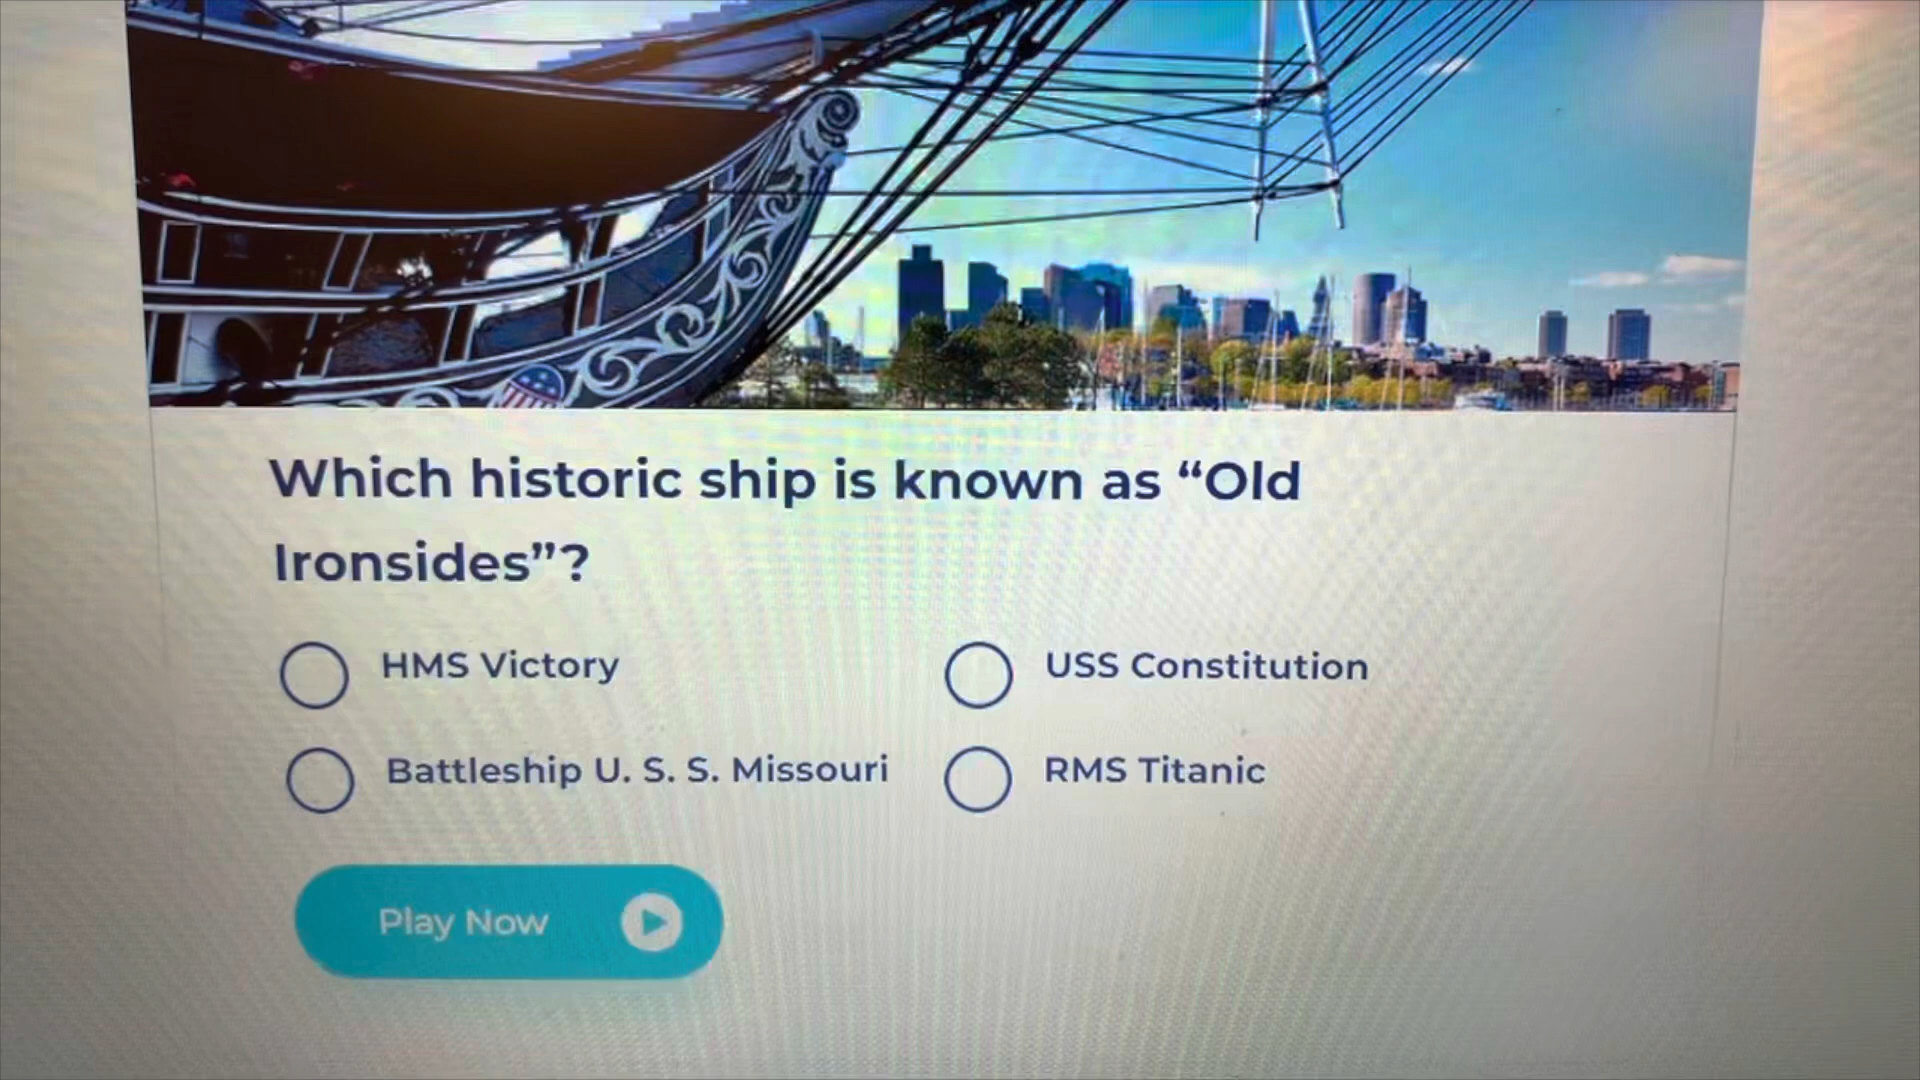 Which historic ship is known as “Old
Ironsides”?
HMS Victory
USS Constitution
Battleship U. S. S. Missouri
RMS Titanic
Play Now